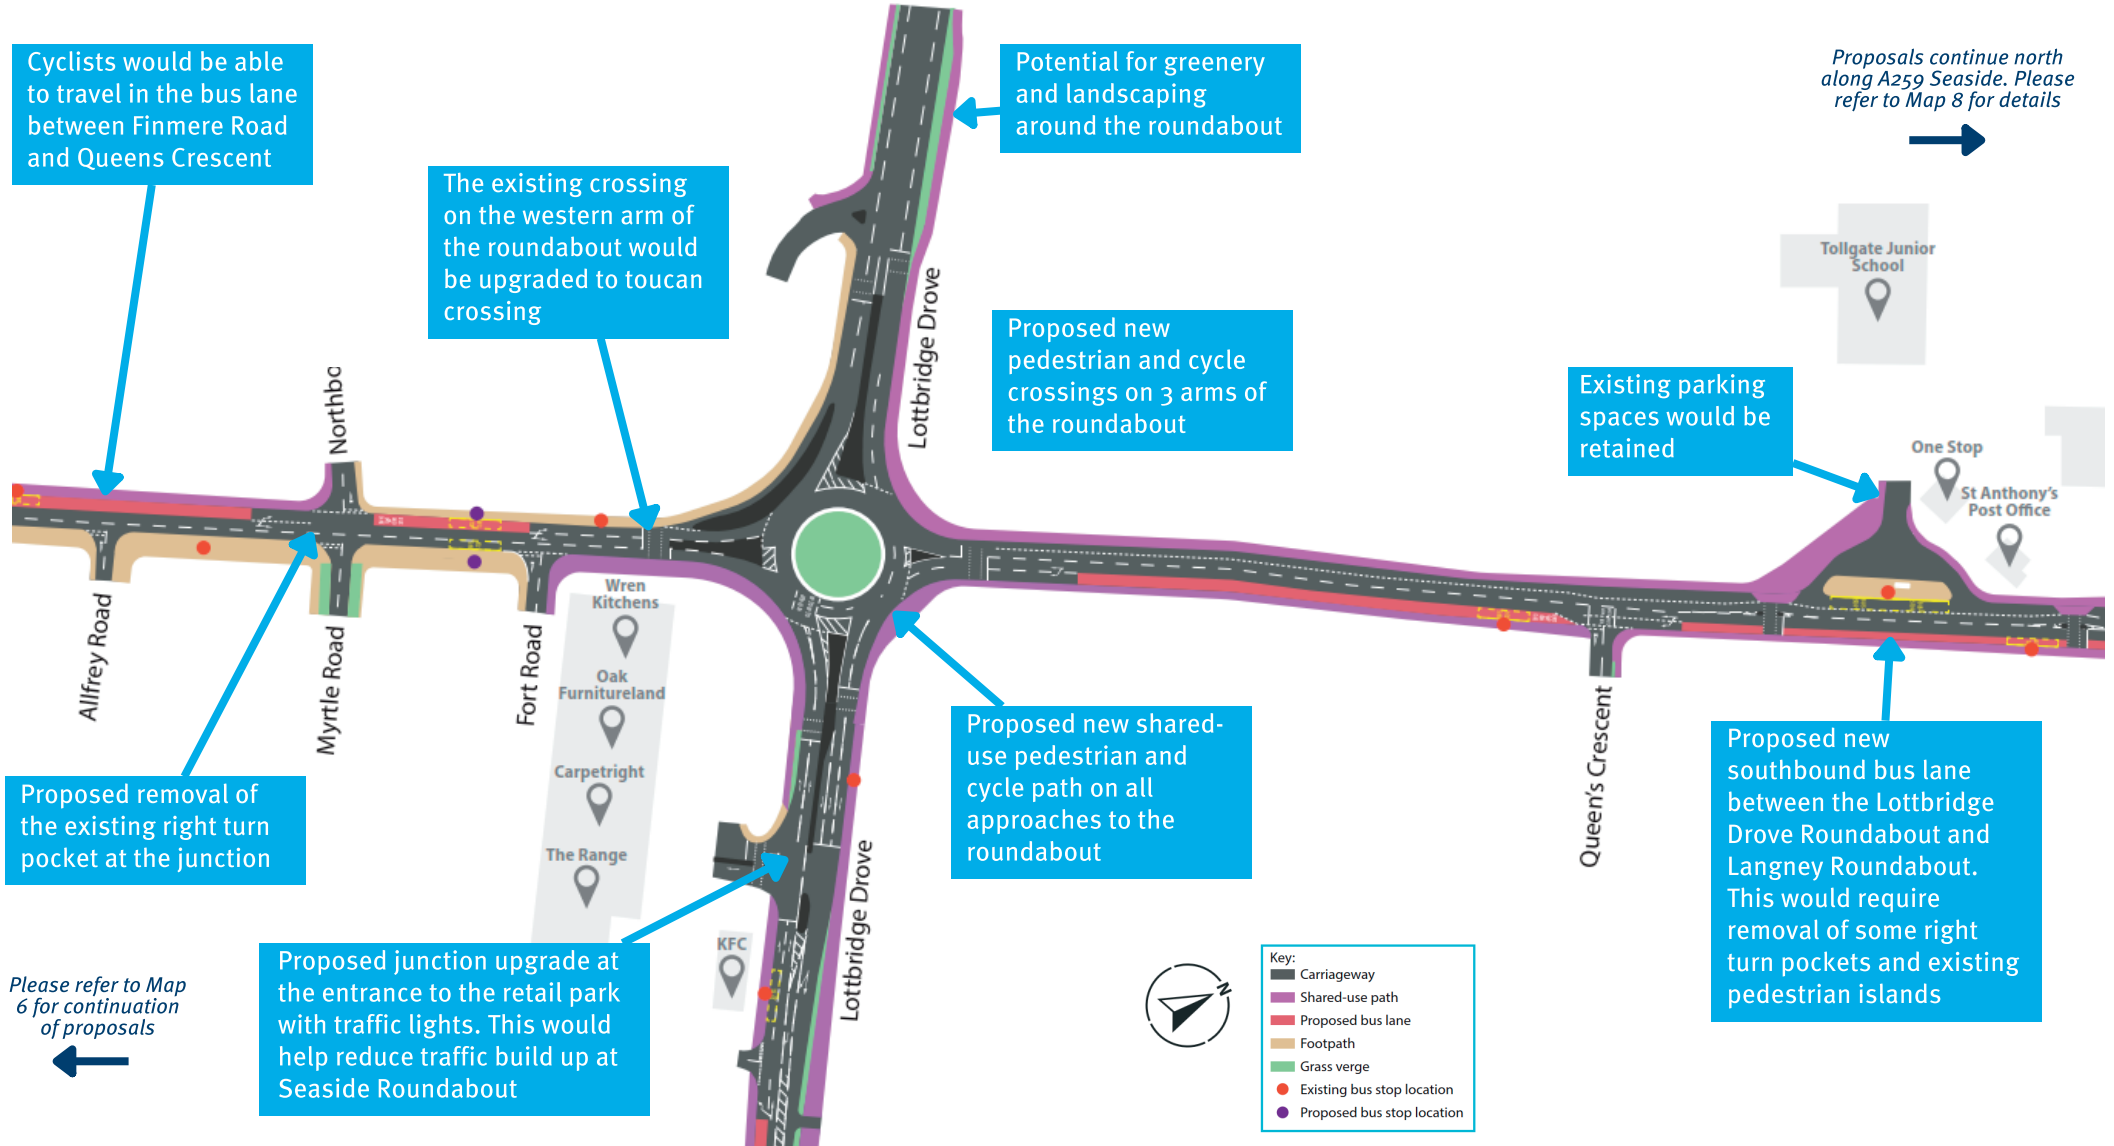 Cyclists would be able
to travel in the bus lane
between Finmere Road
and Queens Crescent
The existing crossing
on the western arm of
the roundabout would
be upgraded to toucan
crossing
Potential for greenery
and landscaping
around the roundabout
Proposals continue north
along A259 Seaside. Please
refer to Map 8 for details
Tollgate Junior
School
Lottbridge Drove
Proposed new
pedestrian and cycle
crossings on 3 arms of
the roundabout
Existing parking
spaces would be
retained
One Stop
St Anthony's
Post Office
Northbo
Wren
Kitchens
Oak
Furnitureland
Carpetright
The Range
KFC
Allfrey Road
Myrtle Road
Fort Road
Queen's Crescent
Lottbridge Drove
Proposed removal of
the existing right turn
pocket at the junction
Proposed new shared-
use pedestrian and
cycle path on all
approaches to the
roundabout
Proposed new
southbound bus lane
between the Lottbridge
Drove Roundabout and
Langney Roundabout.
This would require
removal of some right
turn pockets and existing
pedestrian islands
Proposed junction upgrade at
the entrance to the retail park
with traffic lights. This would
help reduce traffic build up at
Seaside Roundabout
Please refer to Map
6 for continuation
of proposals
N
Key:
Carriageway
Shared-use path
Proposed bus lane
Footpath
Grass verge
Existing bus stop location
Proposed bus stop location